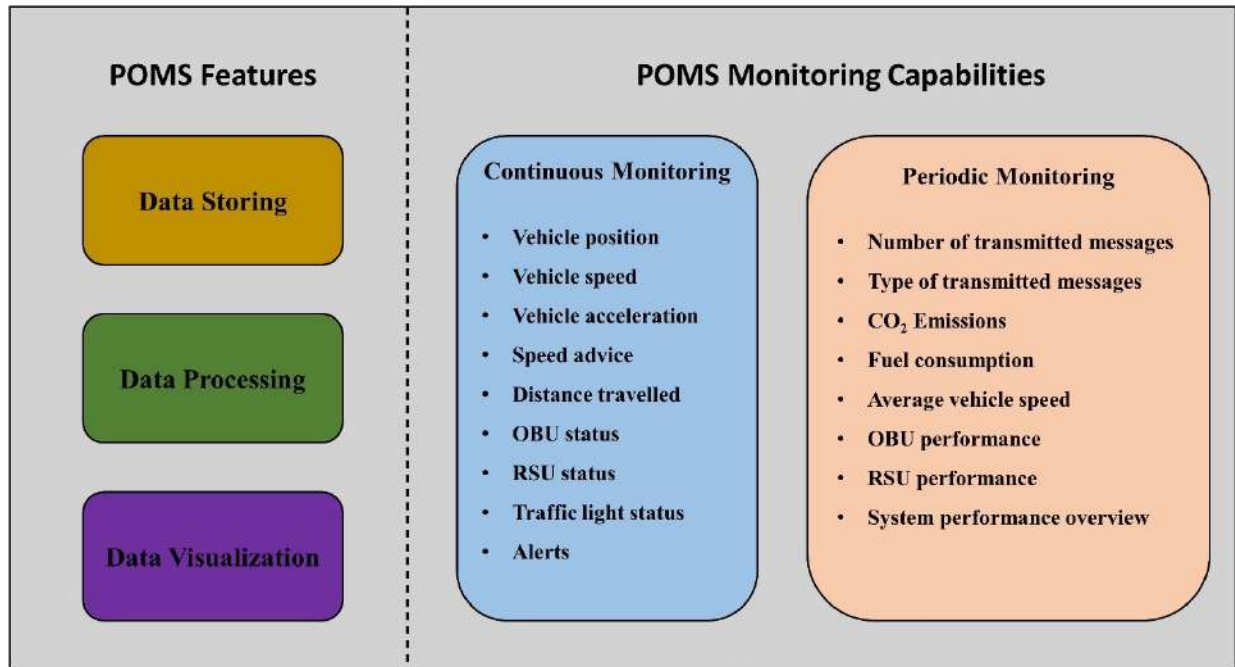 POMS Features
Data Storing
Data Processing
Data Visualization
POMS Monitoring Capabilities
Continuous Monitoring
• Vehicle position
• Vehicle speed
• Vehicle acceleration
• Speed advice
• Distance travelled
• OBU status
• RSU status
• Traffic light status
• Alerts
Periodic Monitoring
• Number of transmitted messages
• Type of transmitted messages
• CO₂ Emissions
• Fuel consumption
• Average vehicle speed
• OBU performance
• RSU performance
• System performance overview